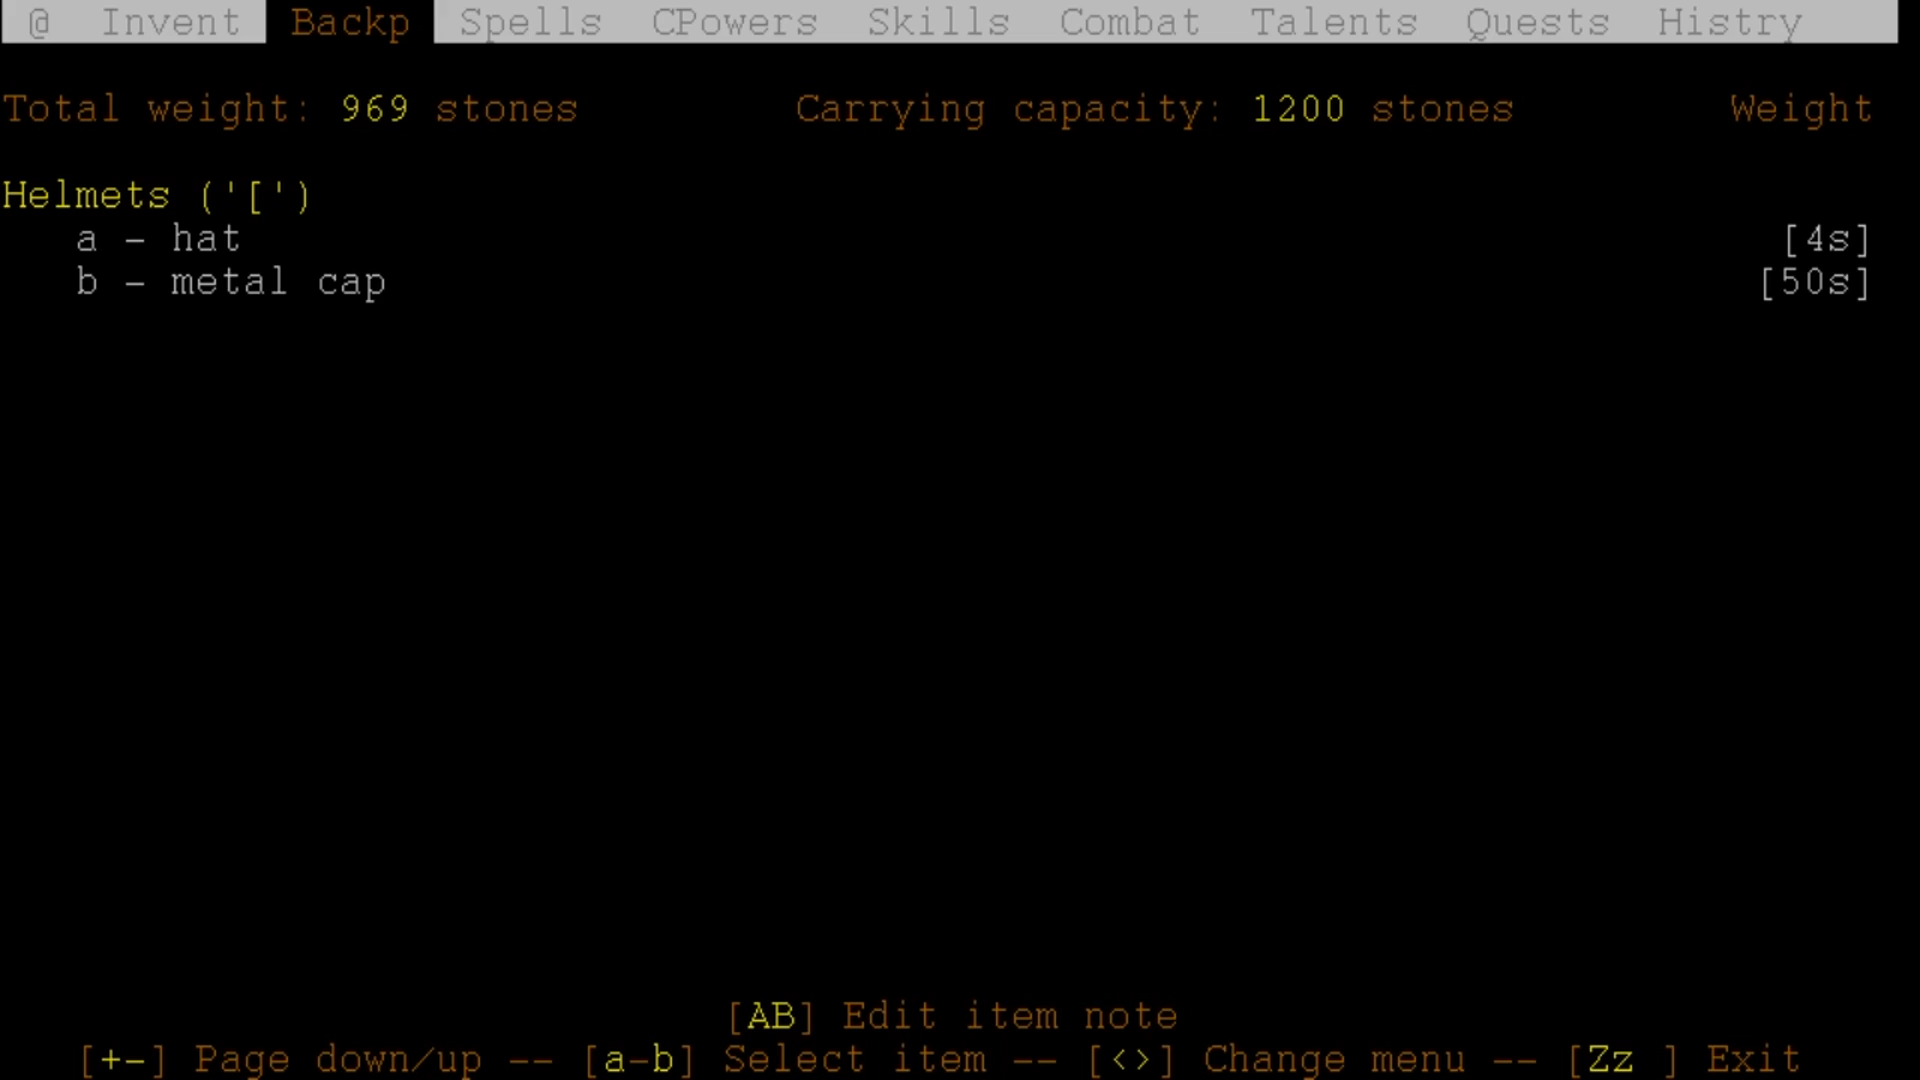 @ Invent Backp Spells CPowers Skills Combat Talents Quests Histry
Total weight: 969 stones Carrying capacity: 1200 stones Weight
Helmets ('[')
a - hat [4s]
b - metal cap [50s]
[AB] Edit item note
[+-] Page down/up -- [a-b] Select item -- [<>] Change menu -- [Zz ] Exit